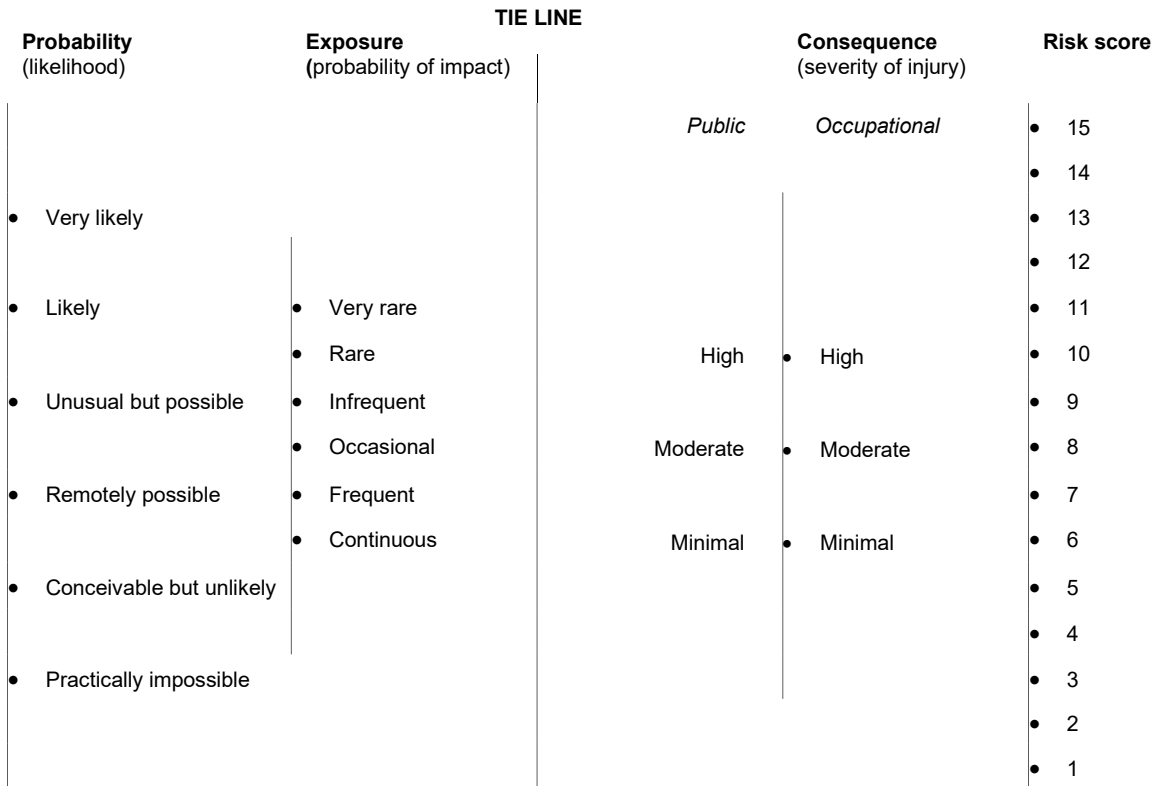 TIE LINE
Probability Exposure Consequence Risk score
(likelihood) (probability of impact) (severity of injury)
Public Occupational • 15
• 14
• Very likely • 13
• 12
• Likely • Very rare • 11
• Rare High • High • 10
• Unusual but possible • Infrequent • 9
• Occasional Moderate • Moderate • 8
• Remotely possible • Frequent • 7
• Continuous Minimal • Minimal • 6
• Conceivable but unlikely • 5
• 4
• Practically impossible • 3
• 2
• 1